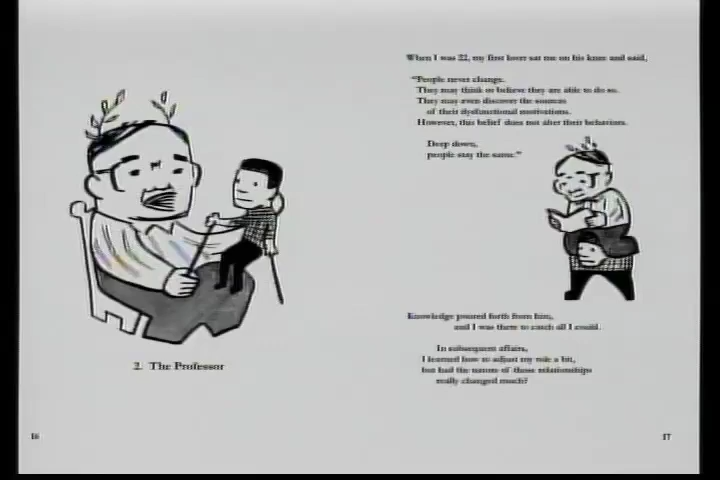 2. The Professor
16
When I was 22, my first lover sat me on his knee and said,
"People never change.
They may think or believe they are able to do so.
They may even discover the sources
of their dysfunctional motivations.
However, this belief does not alter their behaviors.
Deep down,
people stay the same."
Knowledge poured forth from him,
and I was there to catch all I could.
In subsequent affairs,
I learned how to adjust my role a bit,
but had the nature of those relationships
really changed much?
17